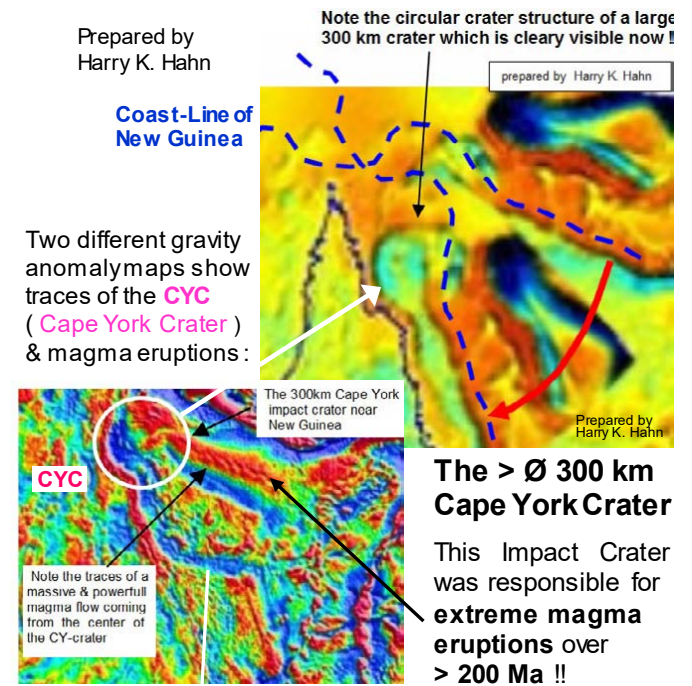 Prepared by
Harry K. Hahn
Note the circular crater structure of a large
300 km crater which is cleary visible now !!
prepared by Harry K. Hahn
Coast-Line of
New Guinea
Two different gravity
anomaly maps show
traces of the CYC
( Cape York Crater )
& magma eruptions :
The 300km Cape York
impact crater near
New Guinea
CYC
Note the traces of a
massive & powerfull
magma flow coming
from the center of
the CY-crater
Prepared by
Harry K. Hahn
The > Ø 300 km
Cape York Crater
This Impact Crater
was responsible for
extreme magma
eruptions over
> 200 Ma !!